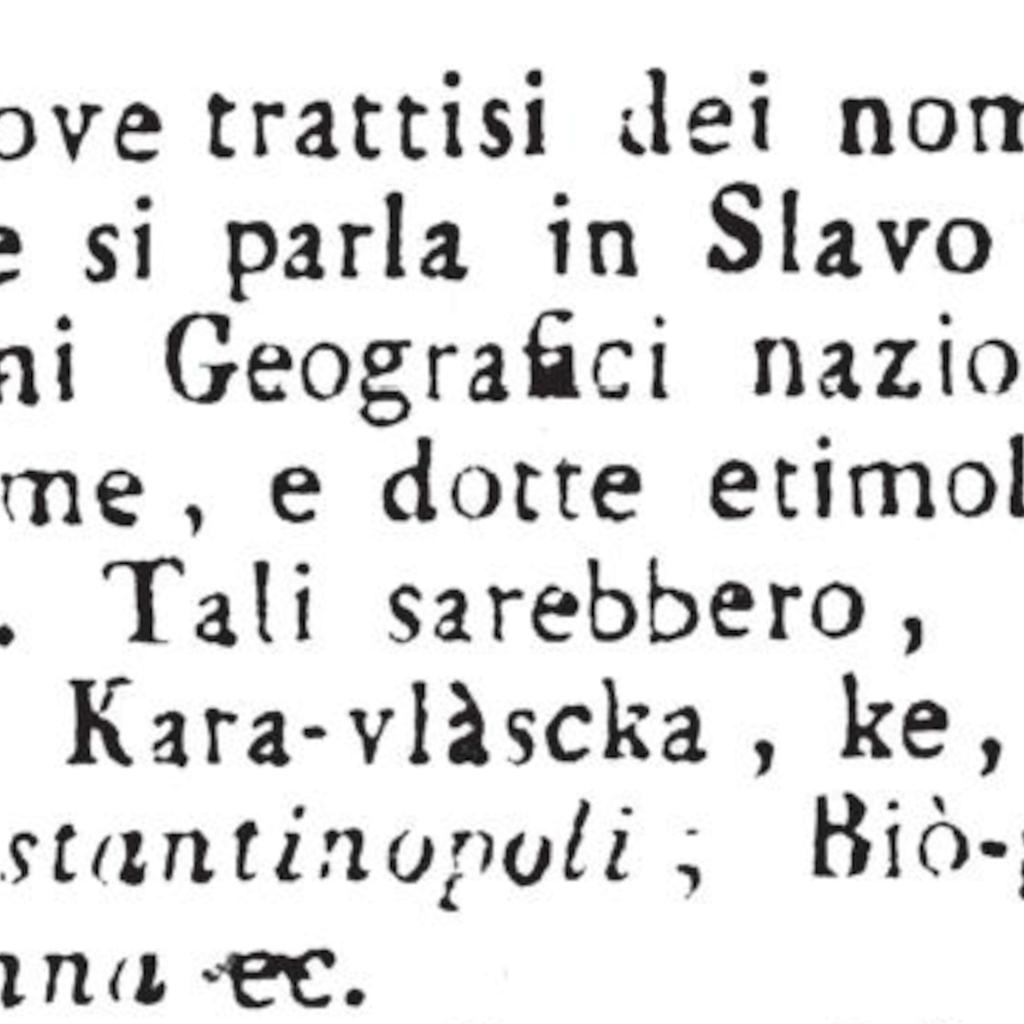 ove trattisi dei nom
e si parla in Slavo
ni Geografici nazio
me, e dotte etimol
. Tali sarebbero,
Kara-vlàscka, ke,
stantinopoli; Biò-
nna ec.